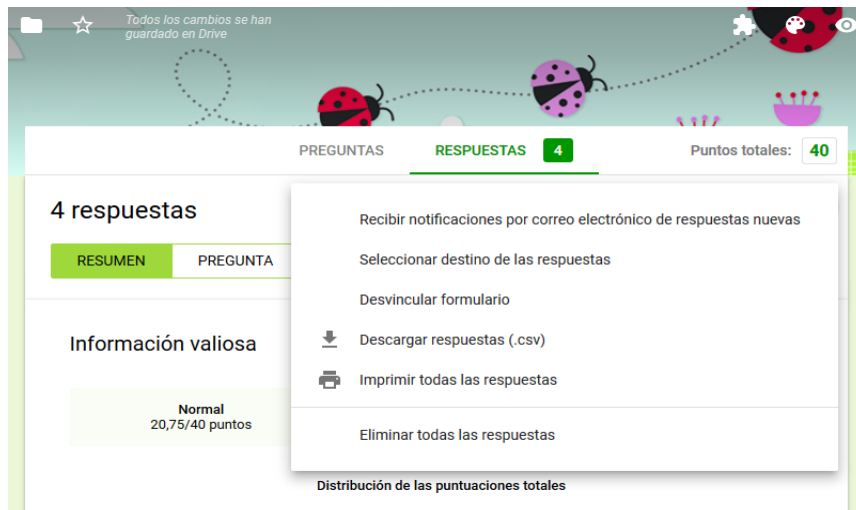 Todos los cambios se han
guardado en Drive
PREGUNTAS
RESPUESTAS 4
Puntos totales: 40
4 respuestas
RESUMEN
PREGUNTA
Recibir notificaciones por correo electrónico de respuestas nuevas
Seleccionar destino de las respuestas
Desvincular formulario
Descargar respuestas (.csv)
Imprimir todas las respuestas
Eliminar todas las respuestas
Información valiosa
Normal
20,75/40 puntos
Distribución de las puntuaciones totales